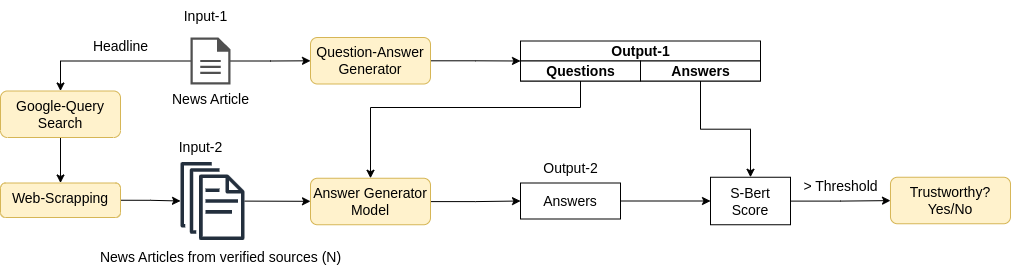 Input-1
Headline
News Article
Question-Answer
Generator
Output-1
Questions
Answers
Google-Query
Search
Web-Scrapping
Input-2
News Articles from verified sources (N)
Answer Generator
Model
Output-2
Answers
S-Bert
Score
> Threshold
Trustworthy?
Yes/No